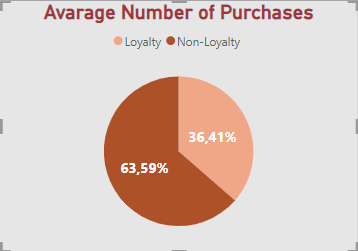 Avarage Number of Purchases
Loyalty Non-Loyalty
36,41%
63,59%